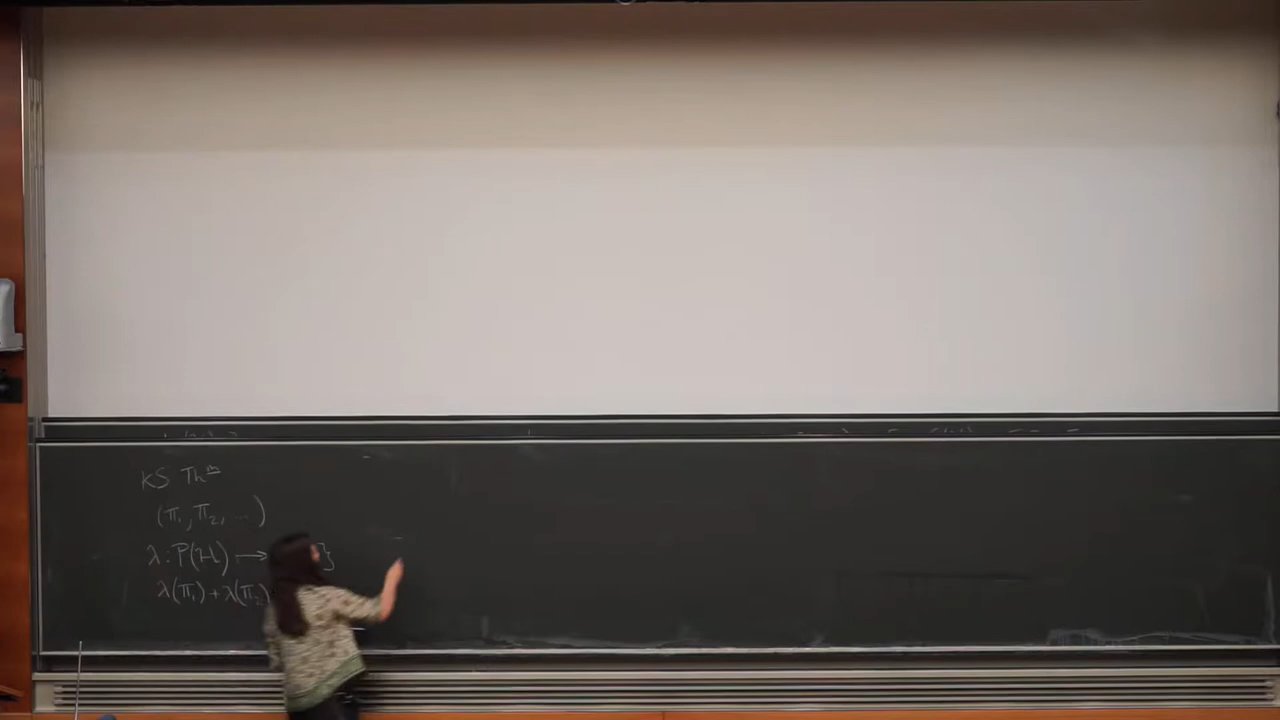 KS Thᵐ
(Π₁, Π₂, ...)
λ : P(H) ⟶ }
λ(Π₁) + λ(Π₂)